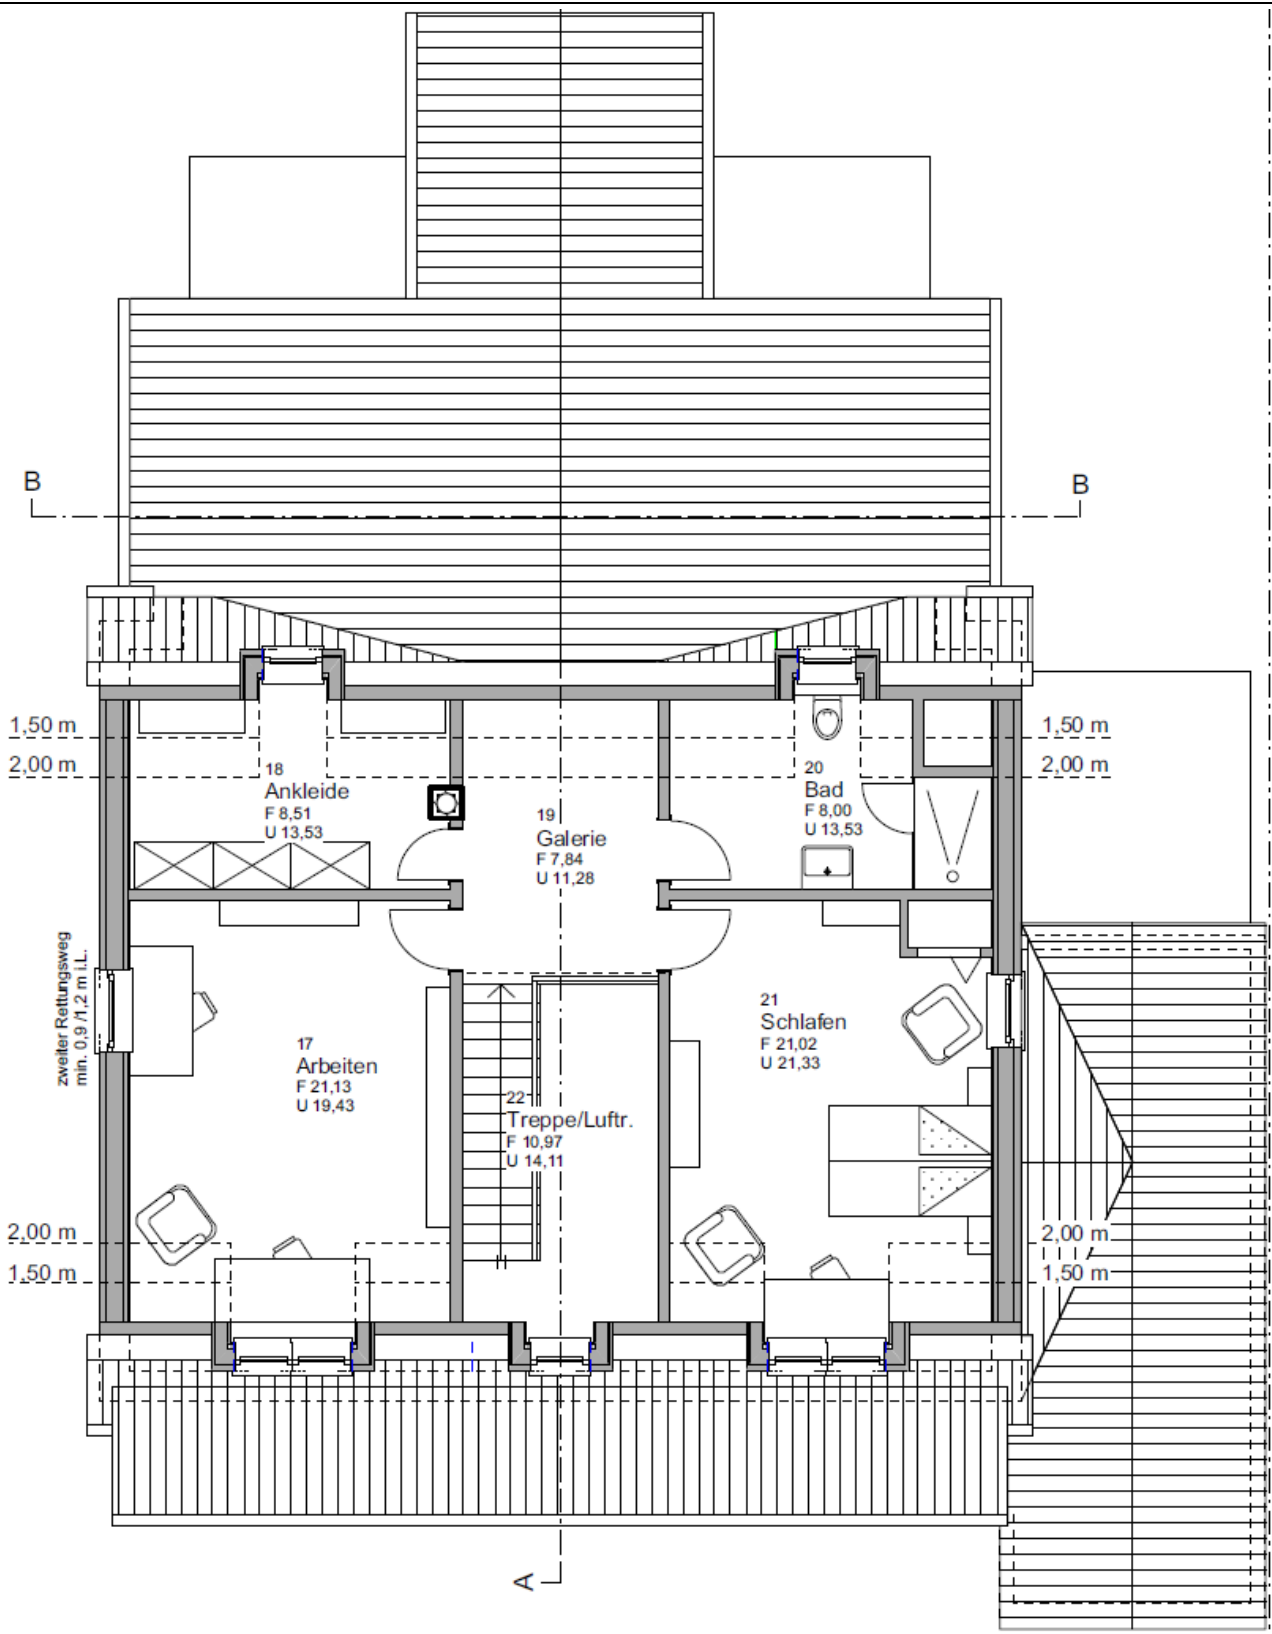 B
B
1,50 m
1,50 m
2,00 m
2,00 m
18
Ankleide
F 8,51
U 13,53
20
Bad
F 8,00
U 13,53
19
Galerie
F 7,84
U 11,28
zweiter Rettungsweg
min. 0,9 /1,2 m i.L.
21
Schlafen
F 21,02
U 21,33
17
Arbeiten
F 21,13
U 19,43
22
Treppe/Luftr.
F 10,97
U 14,11
2,00 m
2,00 m
1,50 m
1,50 m
A